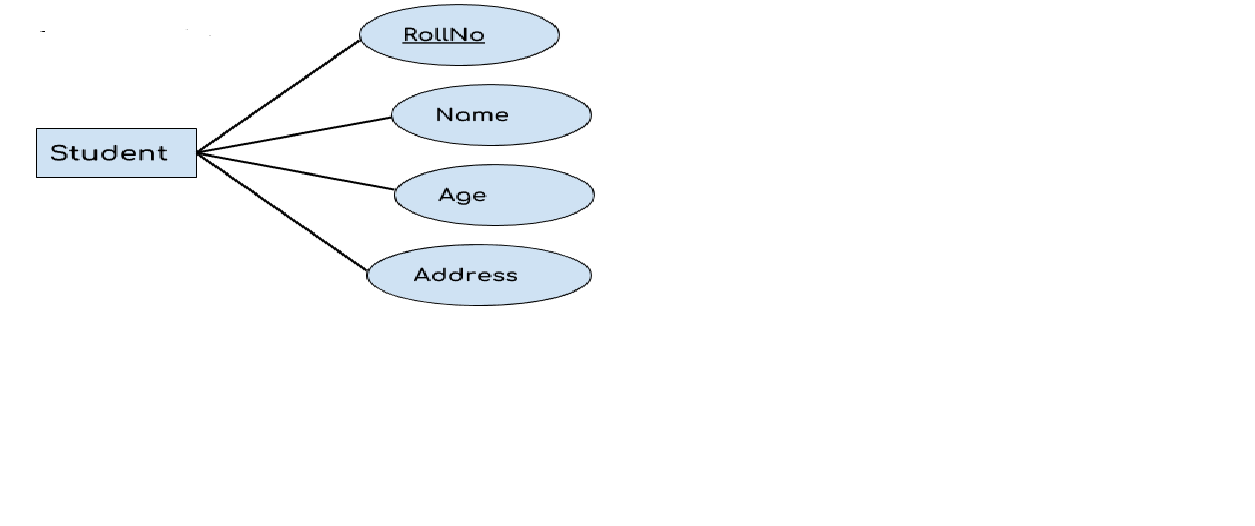 RollNo
Name
Student
Age
Address